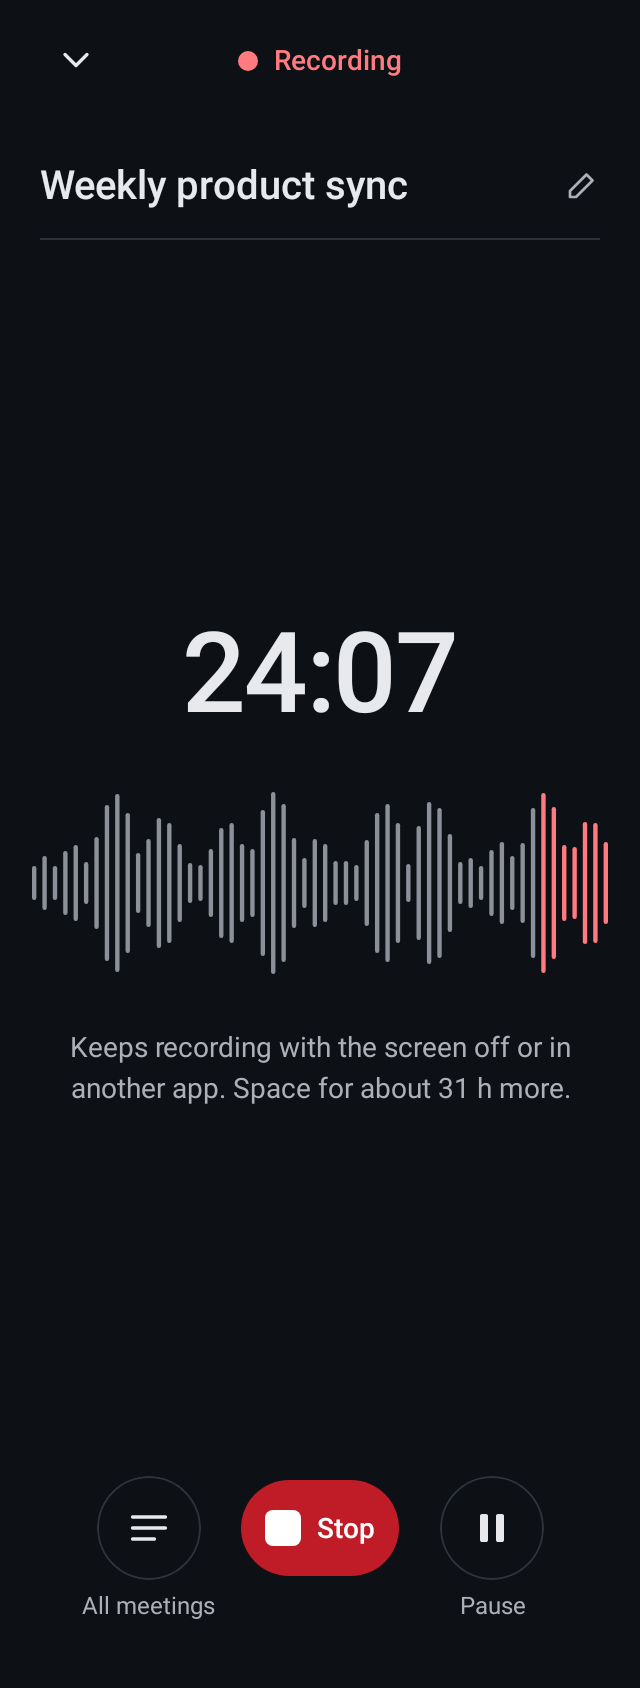 Recording
Weekly product sync
24:07
Keeps recording with the screen off or in
another app. Space for about 31 h more.
Stop
All meetings
Pause